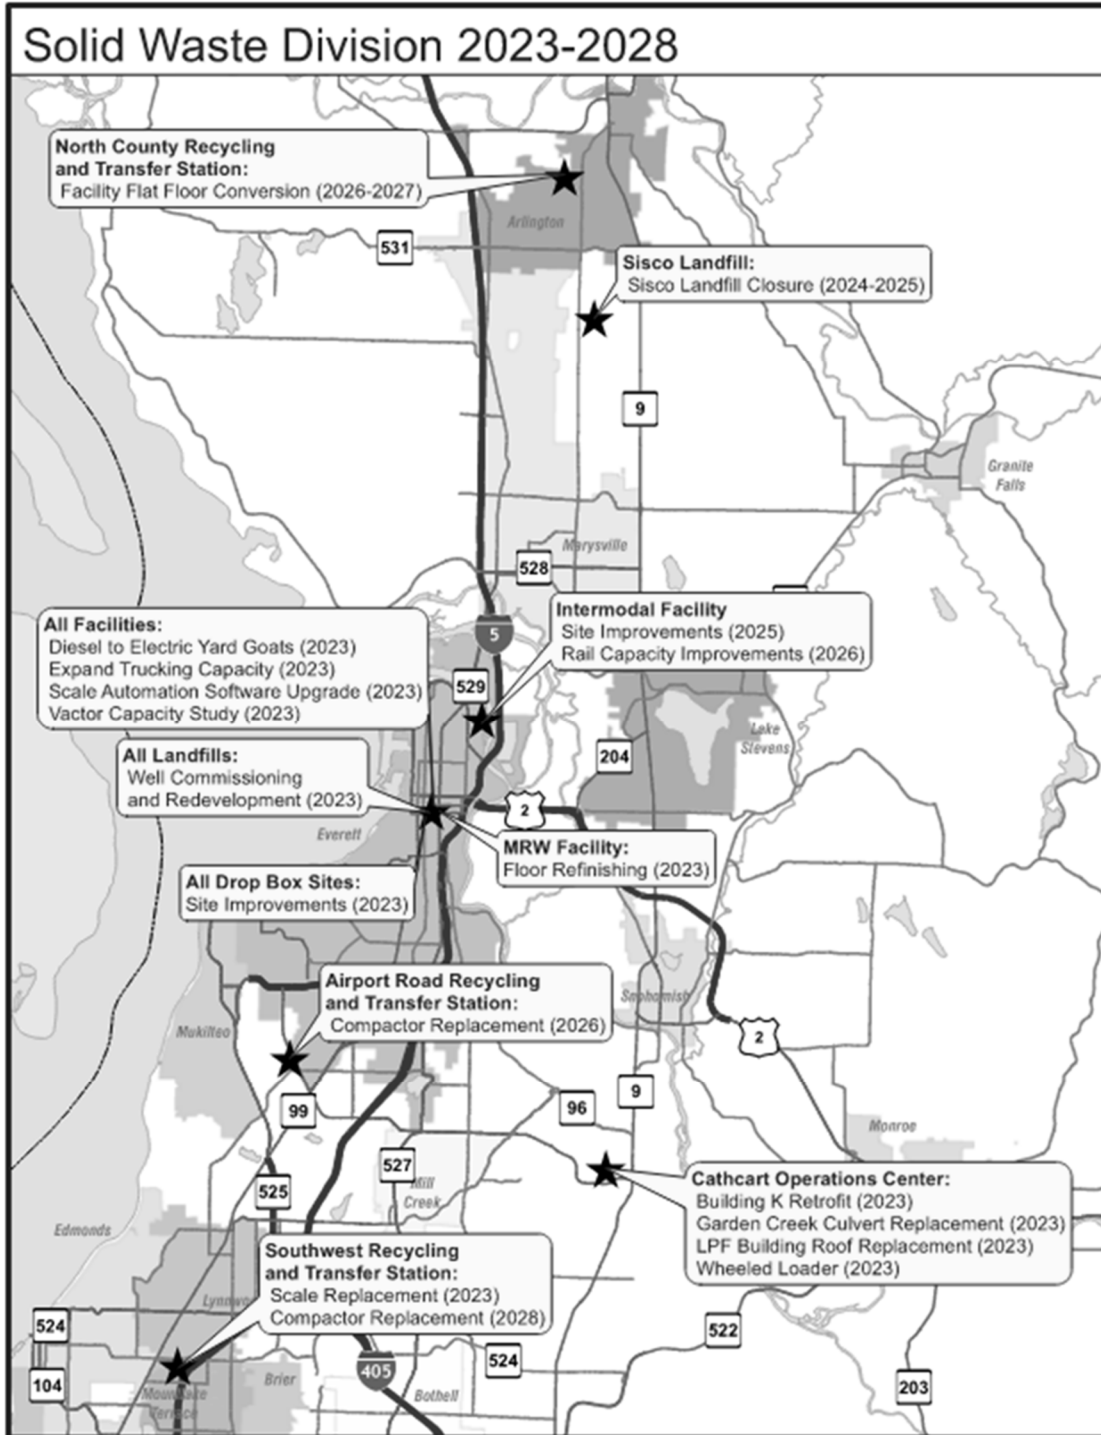 Solid Waste Division 2023-2028
North County Recycling
and Transfer Station:
Facility Flat Floor Conversion (2026-2027)
Arlington
531
Sisco Landfill:
Sisco Landfill Closure (2024-2025)
9
Granite
Falls
Marysville
528
All Facilities:
Diesel to Electric Yard Goats (2023)
Expand Trucking Capacity (2023)
Scale Automation Software Upgrade (2023)
Vactor Capacity Study (2023)
Intermodal Facility
Site Improvements (2025)
Rail Capacity Improvements (2026)
5
529
Lake
Stevens
204
All Landfills:
Well Commissioning
and Redevelopment (2023)
2
Everett
MRW Facility:
Floor Refinishing (2023)
All Drop Box Sites:
Site Improvements (2023)
Airport Road Recycling
and Transfer Station:
Compactor Replacement (2026)
Snohomish
Mukilteo
2
99
96
9
Monroe
527
Mill
Creek
525
Cathcart Operations Center:
Building K Retrofit (2023)
Garden Creek Culvert Replacement (2023)
LPF Building Roof Replacement (2023)
Wheeled Loader (2023)
Edmonds
Southwest Recycling
and Transfer Station:
Scale Replacement (2023)
Compactor Replacement (2028)
524
522
524
405
104
Brier
Bothell
203
Terrace